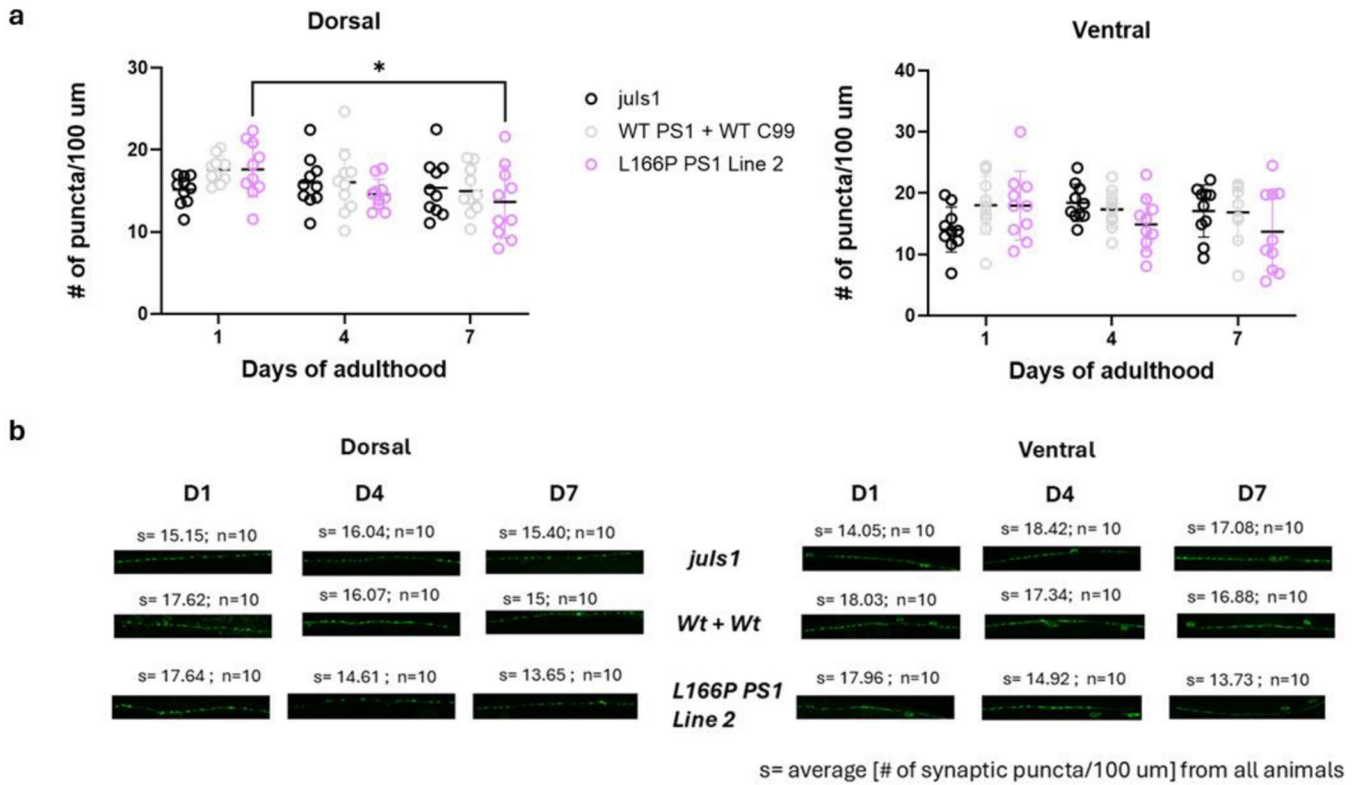 a
Dorsal
Ventral
# of puncta/100 um
30
20
10
0
*
1
4
7
Days of adulthood
juIs1
WT PS1 + WT C99
L166P PS1 Line 2
# of puncta/100 um
40
30
20
10
0
1
4
7
Days of adulthood
b
Dorsal
Ventral
D1
D4
D7
D1
D4
D7
s= 15.15; n=10
s= 16.04; n=10
s= 15.40; n=10
juIs1
s= 14.05; n= 10
s= 18.42; n= 10
s= 17.08; n=10
s= 17.62; n=10
s= 16.07; n=10
s= 15; n=10
Wt + Wt
s= 18.03; n=10
s= 17.34; n=10
s= 16.88; n=10
s= 17.64 ; n=10
s= 14.61 ; n=10
s= 13.65 ; n=10
L166P PS1
Line 2
s= 17.96 ; n=10
s= 14.92 ; n=10
s= 13.73 ; n=10
s= average [# of synaptic puncta/100 um] from all animals